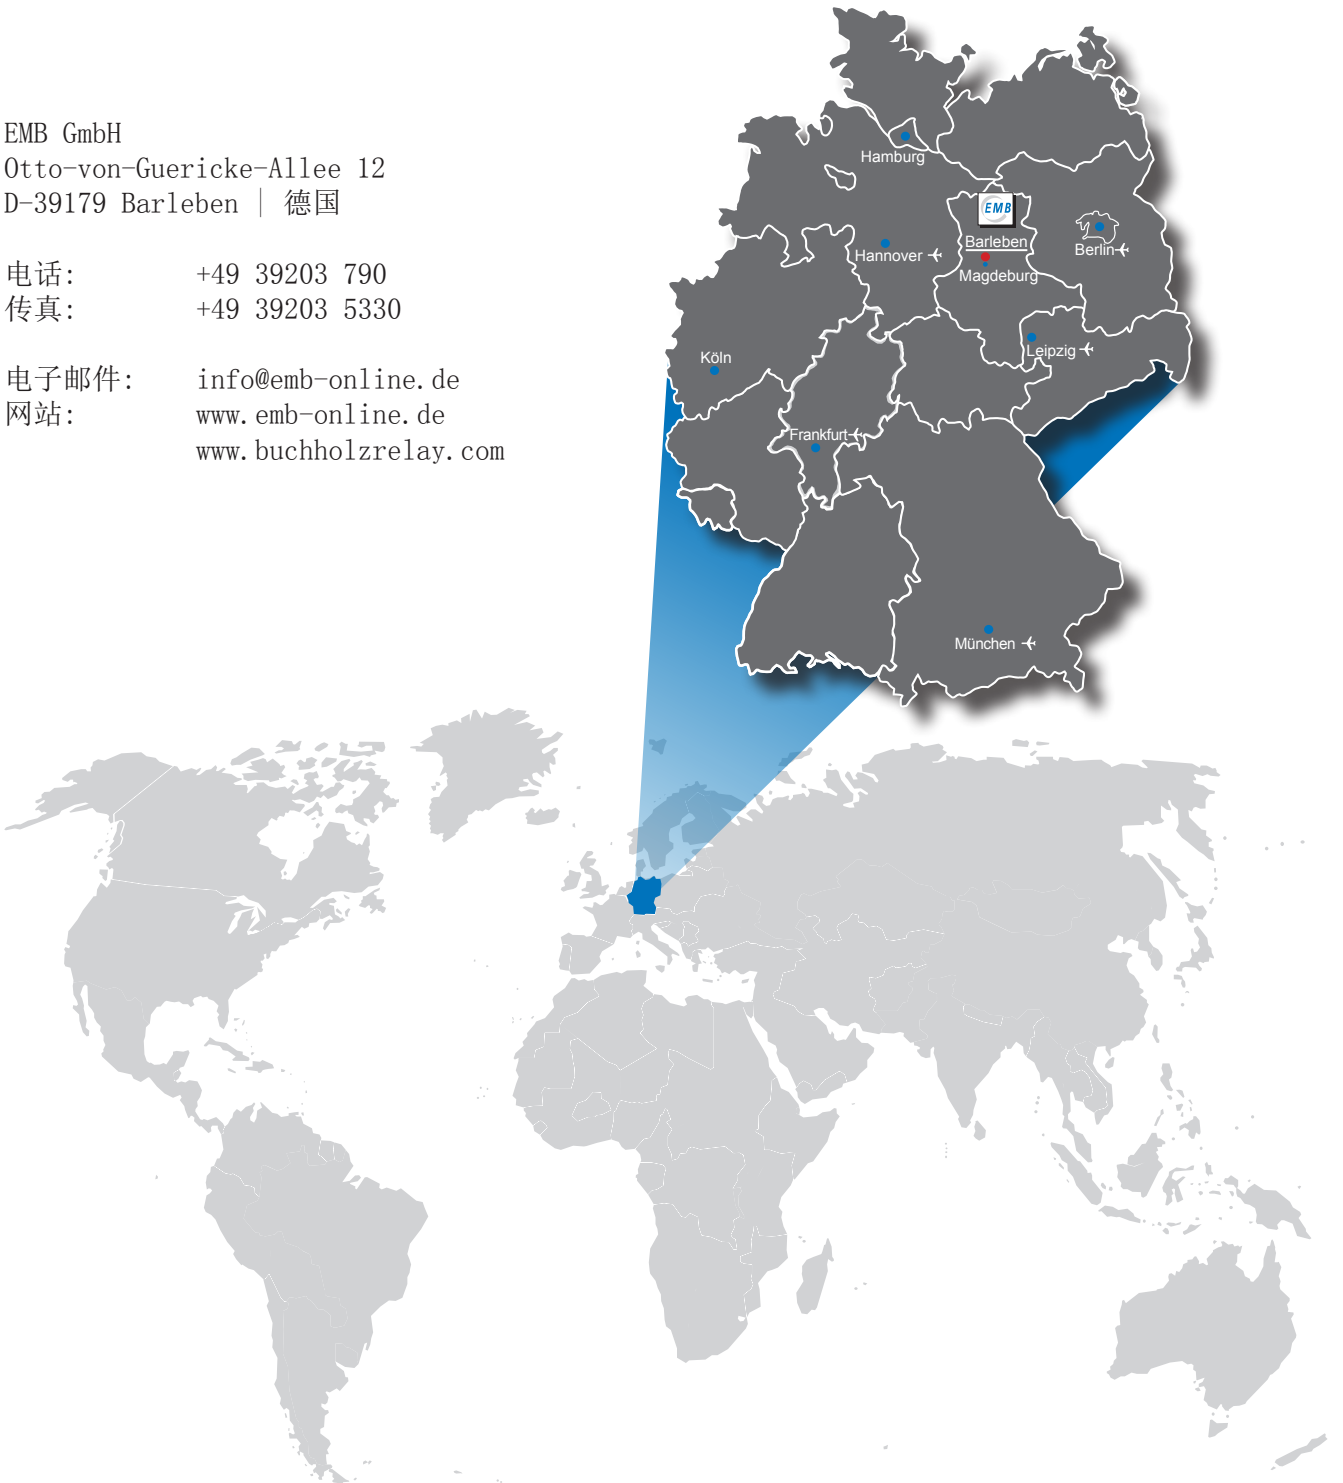 EMB GmbH
Otto-von-Guericke-Allee 12
D-39179 Barleben | 德国
电话: +49 39203 790
传真: +49 39203 5330
电子邮件: info@emb-online.de
网站: www.emb-online.de
www.buchholzrelay.com
Hamburg
EMB
Barleben
Hannover
Berlin
Magdeburg
Leipzig
Köln
Frankfurt
München